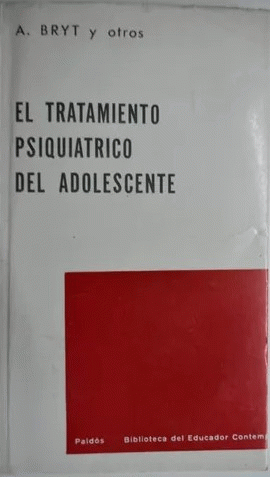 A. BRYT y otros
EL TRATAMIENTO
PSIQUIATRICO
DEL ADOLESCENTE
Paidós Biblioteca del Educador Contem